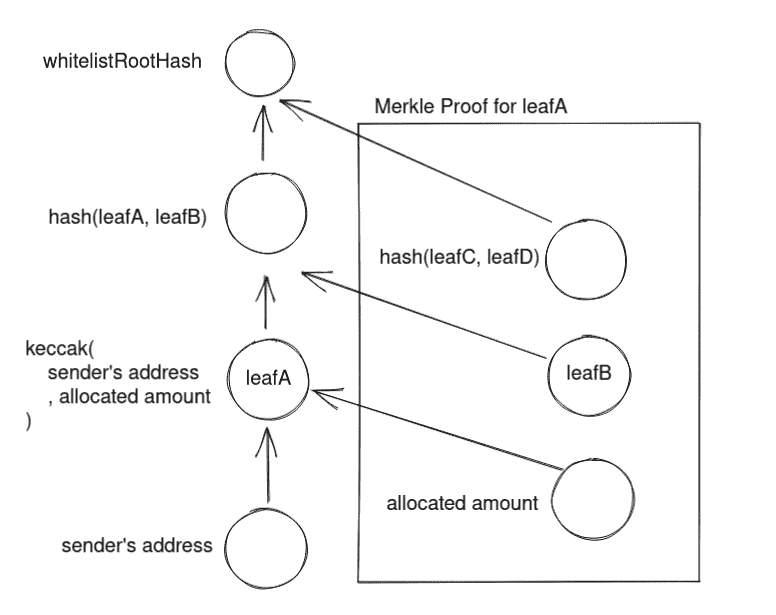 whitelistRootHash
Merkle Proof for leafA
hash(leafA, leafB)
hash(leafC, leafD)
keccak(
sender's address
, allocated amount
)
leafA
leafB
allocated amount
sender's address